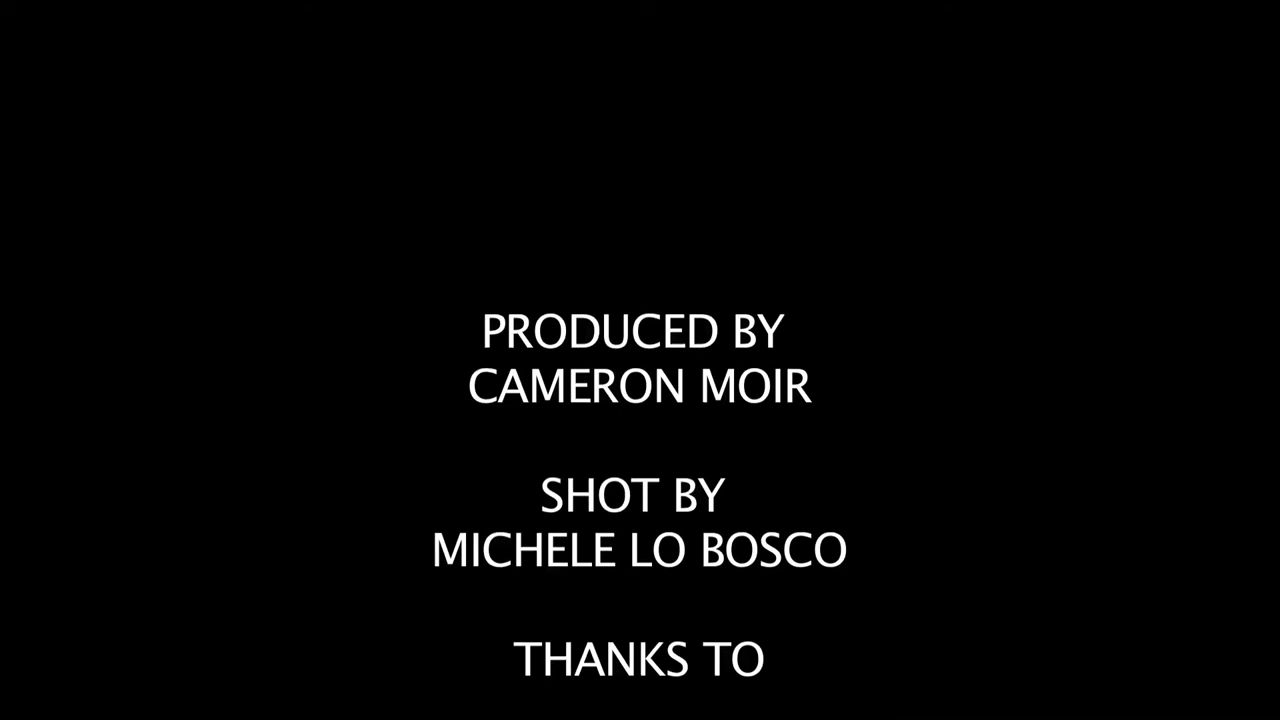 PRODUCED BY
CAMERON MOIR
SHOT BY
MICHELE LO BOSCO
THANKS TO